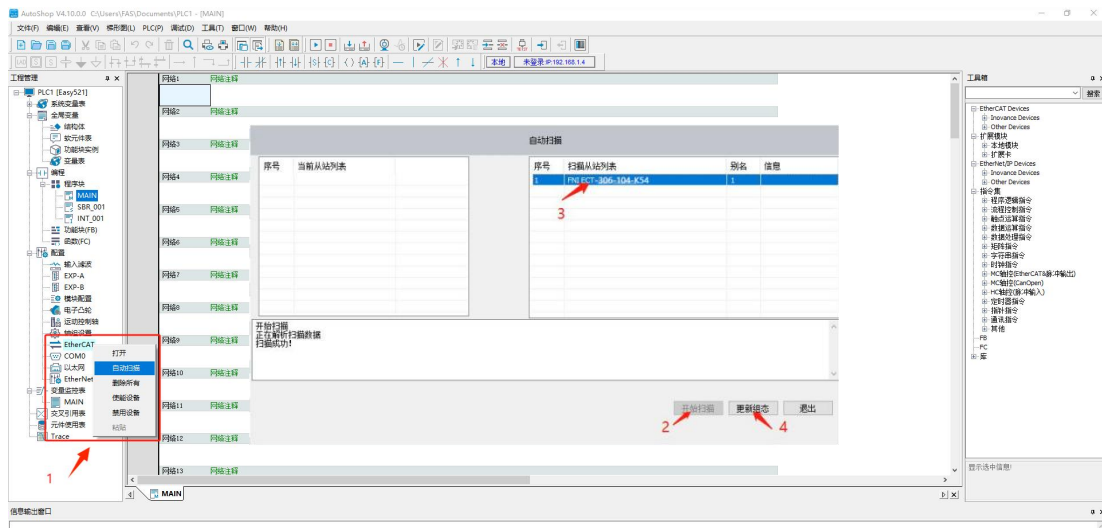 AutoShop V4.10.0.0 C:\Users\FAS\Documents\PLC1 - [MAIN]
文件(F) 编辑(E) 查看(V) 梯形图(L) PLC(P) 调试(D) 工具(T) 窗口(W) 帮助(H)
本地 未登录 IP:192.168.1.4
工程管理
PLC1 [Easy521]
系统变量表
全局变量
结构体
软元件表
功能块实例
变量表
编程
程序块
MAIN
SBR_001
INT_001
功能块(FB)
函数(FC)
配置
输入滤波
EXP-A
EXP-B
模块配置
电子凸轮
运动控制轴
轴组设置
EtherCAT
COM0
以太网
EtherNet
变量监控表
MAIN
交叉引用表
元件使用表
Trace
打开
自动扫描
删除所有
使能设备
禁用设备
粘贴
1
网络1 网络注释
网络2 网络注释
网络3 网络注释
网络4 网络注释
网络5 网络注释
网络6 网络注释
网络7 网络注释
网络8 网络注释
网络9 网络注释
网络10 网络注释
网络11 网络注释
网络12 网络注释
网络13 网络注释
自动扫描
序号 当前从站列表
序号 扫描从站列表 别名 信息
1 FNI ECT-306-104-K54 1
3
开始扫描
正在解析扫描数据
扫描成功!
开始扫描 更新组态 退出
2 4
MAIN
工具箱
搜索
EtherCAT Devices
Inovance Devices
Other Devices
扩展模块
本地模块
扩展卡
EtherNet/IP Devices
Inovance Devices
Other Devices
指令集
程序逻辑指令
流程控制指令
触点运算指令
数据运算指令
数据处理指令
矩阵指令
字符串指令
时钟指令
MC轴控(EtherCAT&脉冲输出)
MC轴控(CanOpen)
HC轴控(脉冲输入)
定时器指令
指针指令
通讯指令
其他
FB
FC
库
显示选中信息!
信息输出窗口